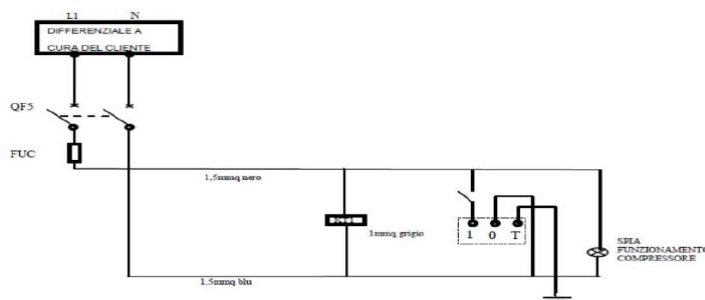 L1 N
DIFFERENZIALE A
CURA DEL CLIENTE
QF5
FUC
1,5mmq nero
KT1
1mmq grigio
1 0 T
SPIA
FUNZIONAMENTO
COMPRESSORE
1.5mmq blu